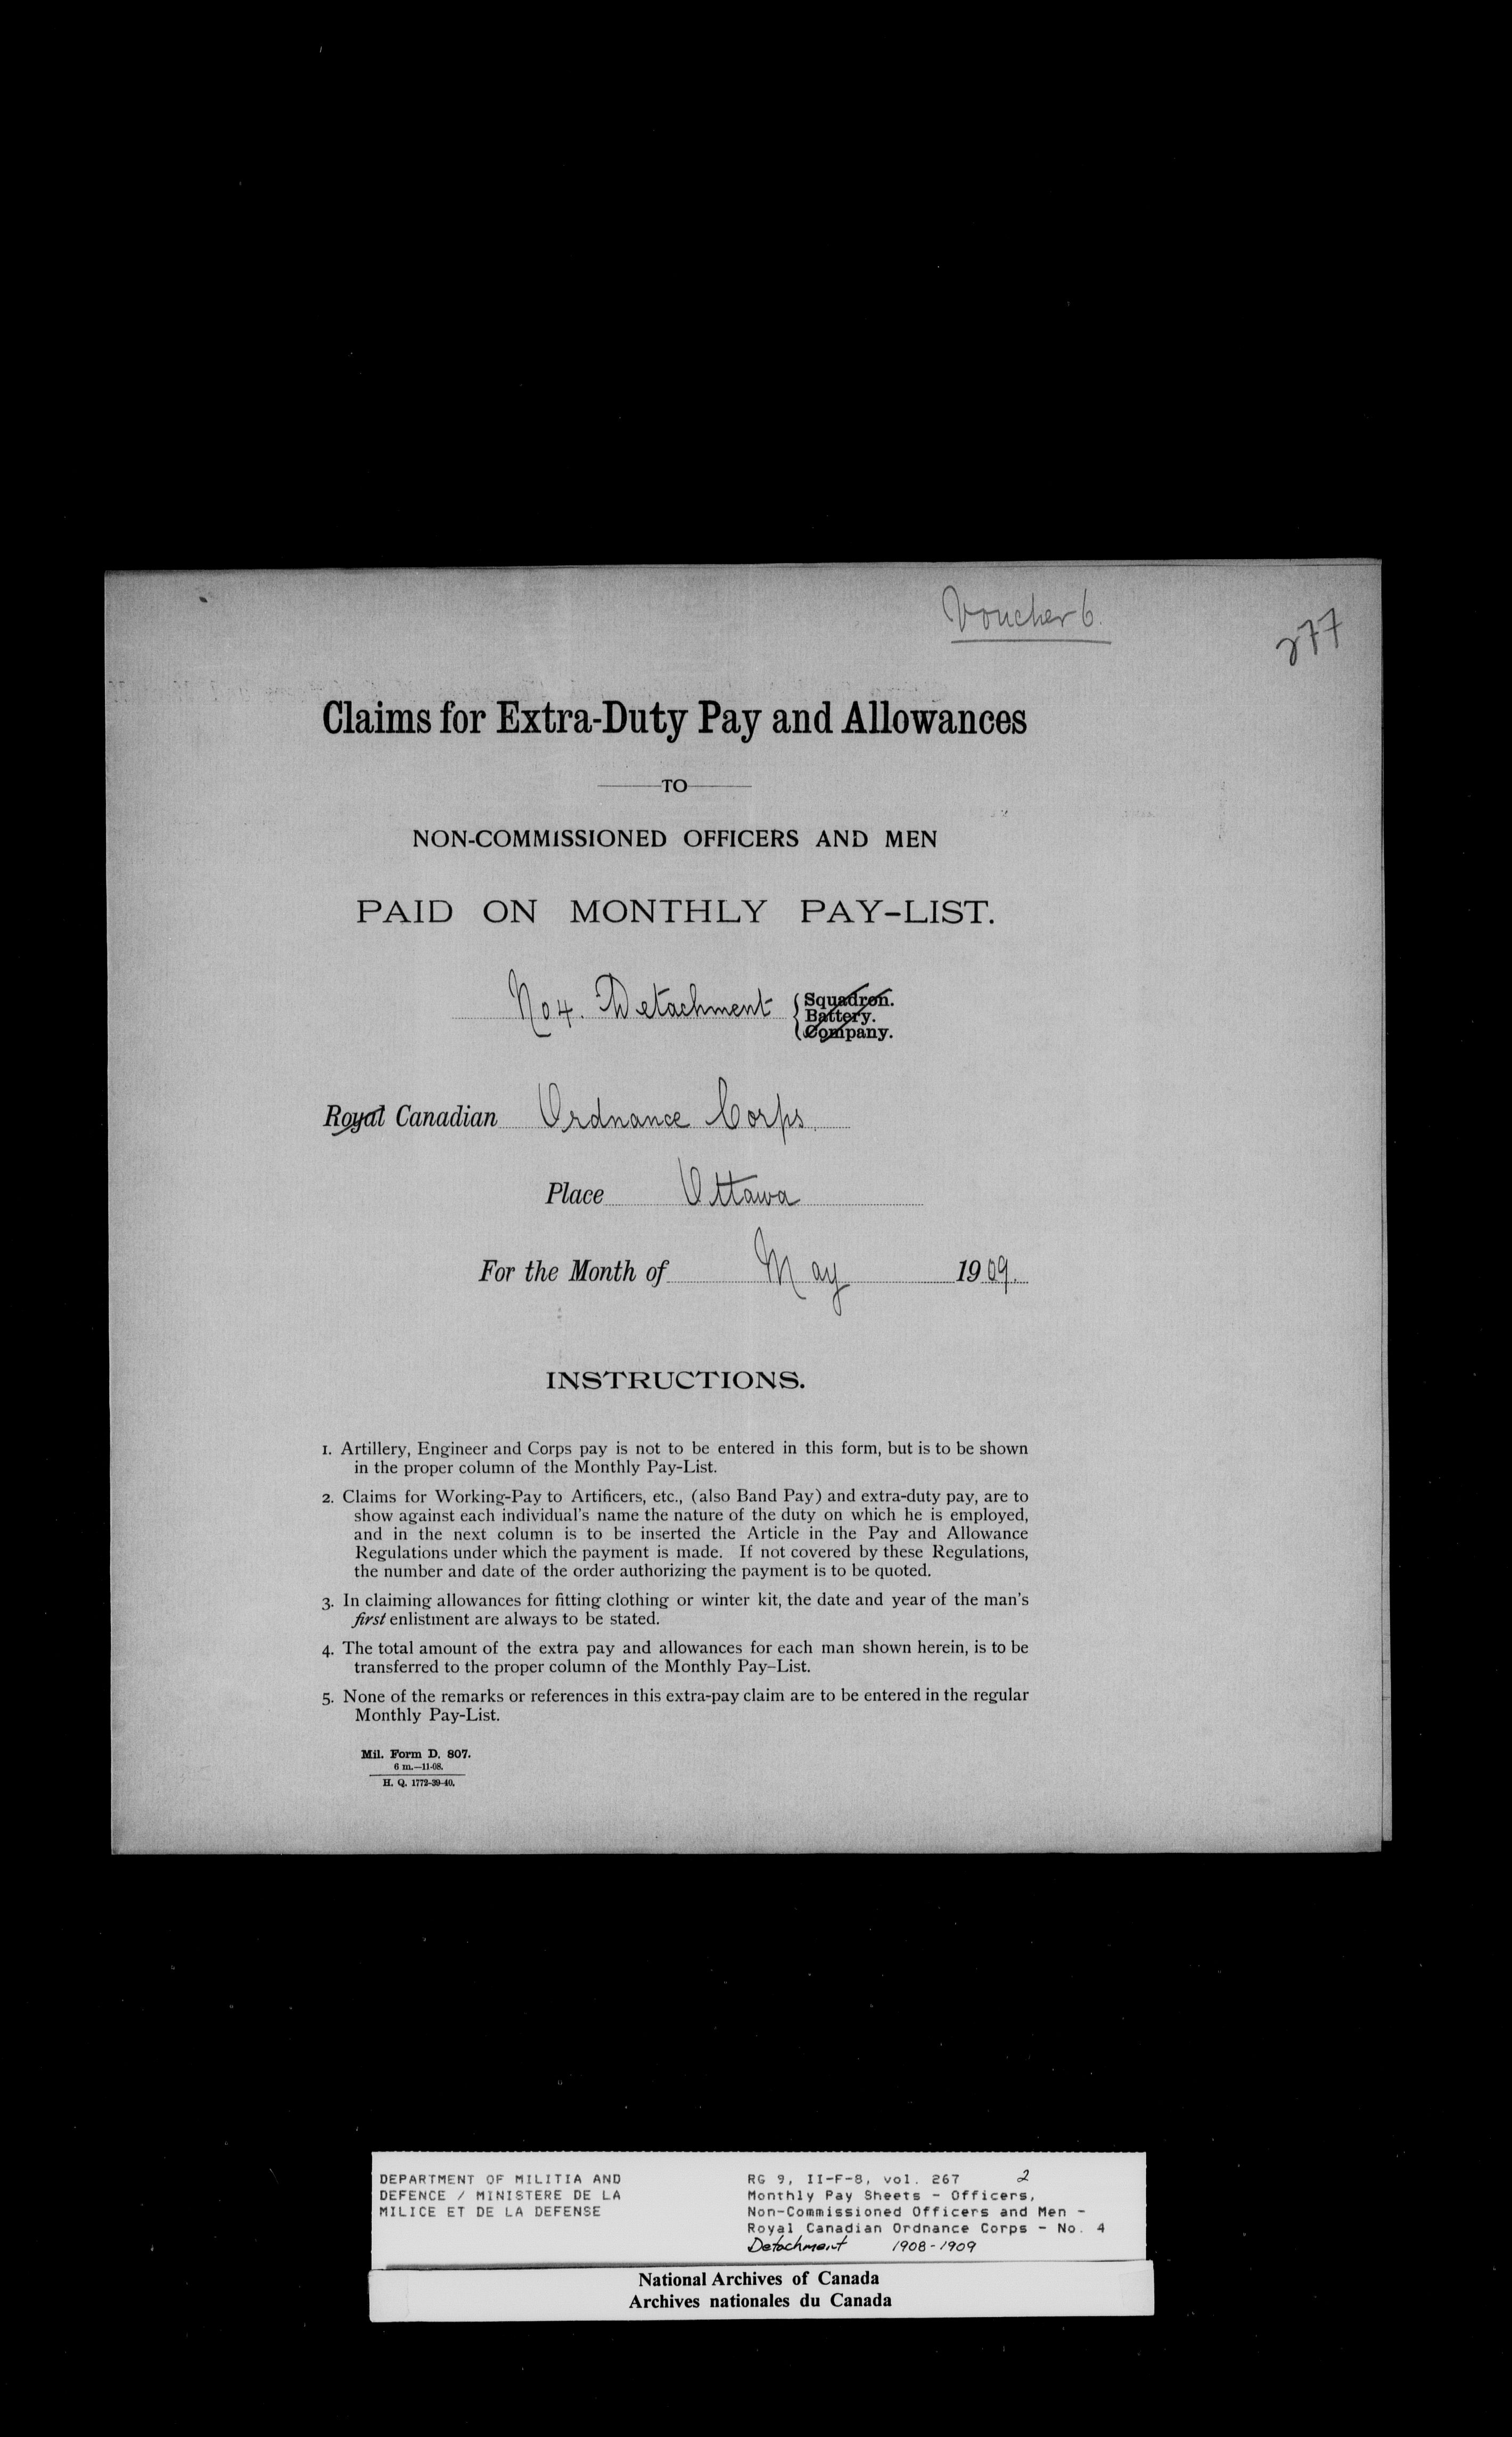 Voucher 6.
277
Claims for Extra-Duty Pay and Allowances
TO
NON-COMMISSIONED OFFICERS AND MEN
PAID ON MONTHLY PAY-LIST.
No 4. Detachment { Squadron.
Battery.
Company.
Royal Canadian Ordnance Corps
Place Ottawa
For the Month of May 1909.
INSTRUCTIONS.
1. Artillery, Engineer and Corps pay is not to be entered in this form, but is to be shown
in the proper column of the Monthly Pay-List.
2. Claims for Working-Pay to Artificers, etc., (also Band Pay) and extra-duty pay, are to
show against each individual's name the nature of the duty on which he is employed,
and in the next column is to be inserted the Article in the Pay and Allowance
Regulations under which the payment is made. If not covered by these Regulations,
the number and date of the order authorizing the payment is to be quoted.
3. In claiming allowances for fitting clothing or winter kit, the date and year of the man's
first enlistment are always to be stated.
4. The total amount of the extra pay and allowances for each man shown herein, is to be
transferred to the proper column of the Monthly Pay-List.
5. None of the remarks or references in this extra-pay claim are to be entered in the regular
Monthly Pay-List.
Mil. Form D. 807.
6 m.—11-08.
H. Q. 1772-39-40.
DEPARTMENT OF MILITIA AND
DEFENCE / MINISTERE DE LA
MILICE ET DE LA DEFENSE
RG 9, II-F-8, vol. 267 2
Monthly Pay Sheets - Officers,
Non-Commissioned Officers and Men -
Royal Canadian Ordnance Corps - No. 4
Detachment 1908-1909
National Archives of Canada
Archives nationales du Canada